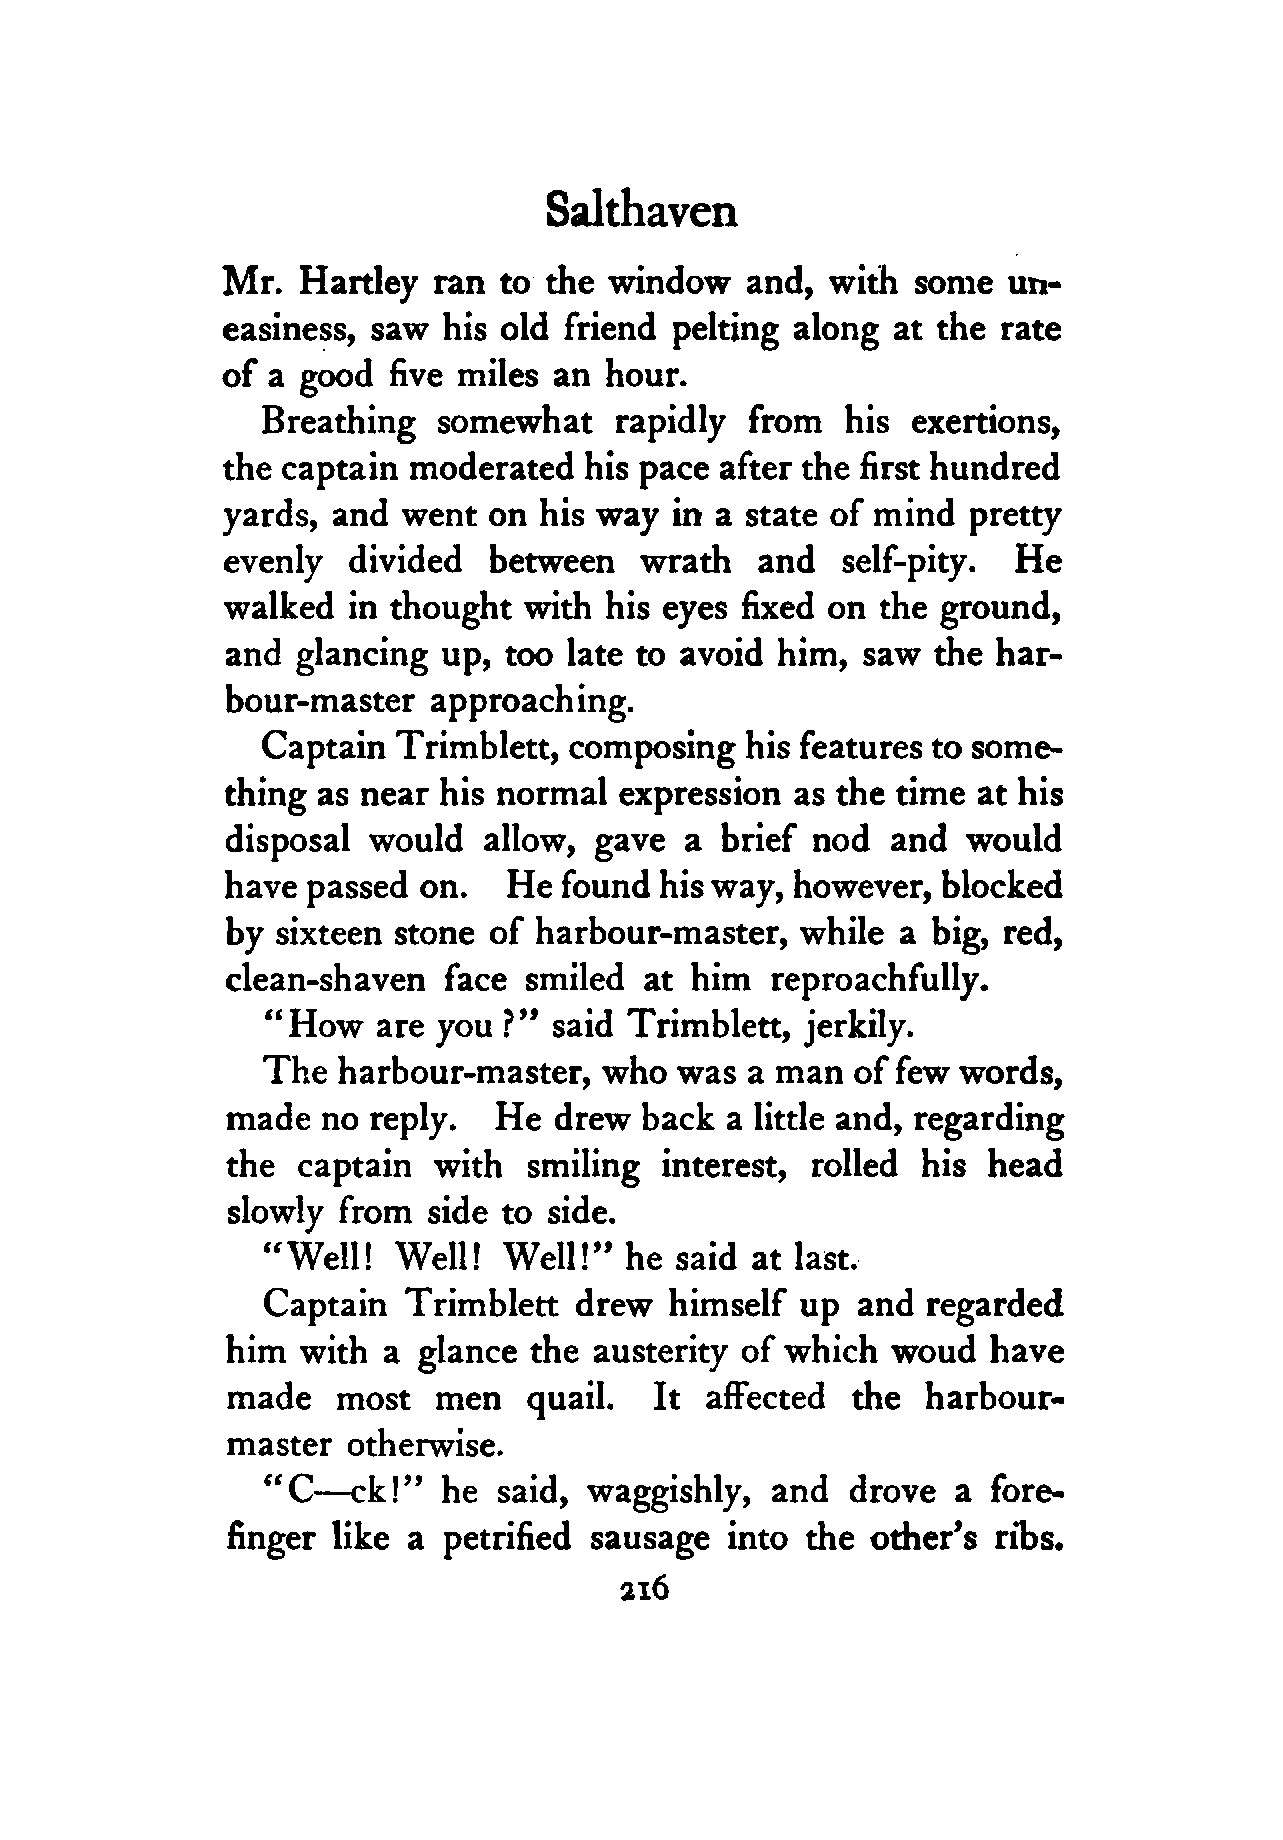 Salthaven
Mr. Hartley ran to the window and, with some un-
easiness, saw his old friend pelting along at the rate
of a good five miles an hour.
Breathing somewhat rapidly from his exertions,
the captain moderated his pace after the first hundred
yards, and went on his way in a state of mind pretty
evenly divided between wrath and self-pity. He
walked in thought with his eyes fixed on the ground,
and glancing up, too late to avoid him, saw the har-
bour-master approaching.
Captain Trimblett, composing his features to some-
thing as near his normal expression as the time at his
disposal would allow, gave a brief nod and would
have passed on. He found his way, however, blocked
by sixteen stone of harbour-master, while a big, red,
clean-shaven face smiled at him reproachfully.
"How are you?" said Trimblett, jerkily.
The harbour-master, who was a man of few words,
made no reply. He drew back a little and, regarding
the captain with smiling interest, rolled his head
slowly from side to side.
"Well! Well! Well!" he said at last.
Captain Trimblett drew himself up and regarded
him with a glance the austerity of which woud have
made most men quail. It affected the harbour-
master otherwise.
"C—ck!" he said, waggishly, and drove a fore-
finger like a petrified sausage into the other's ribs.
216